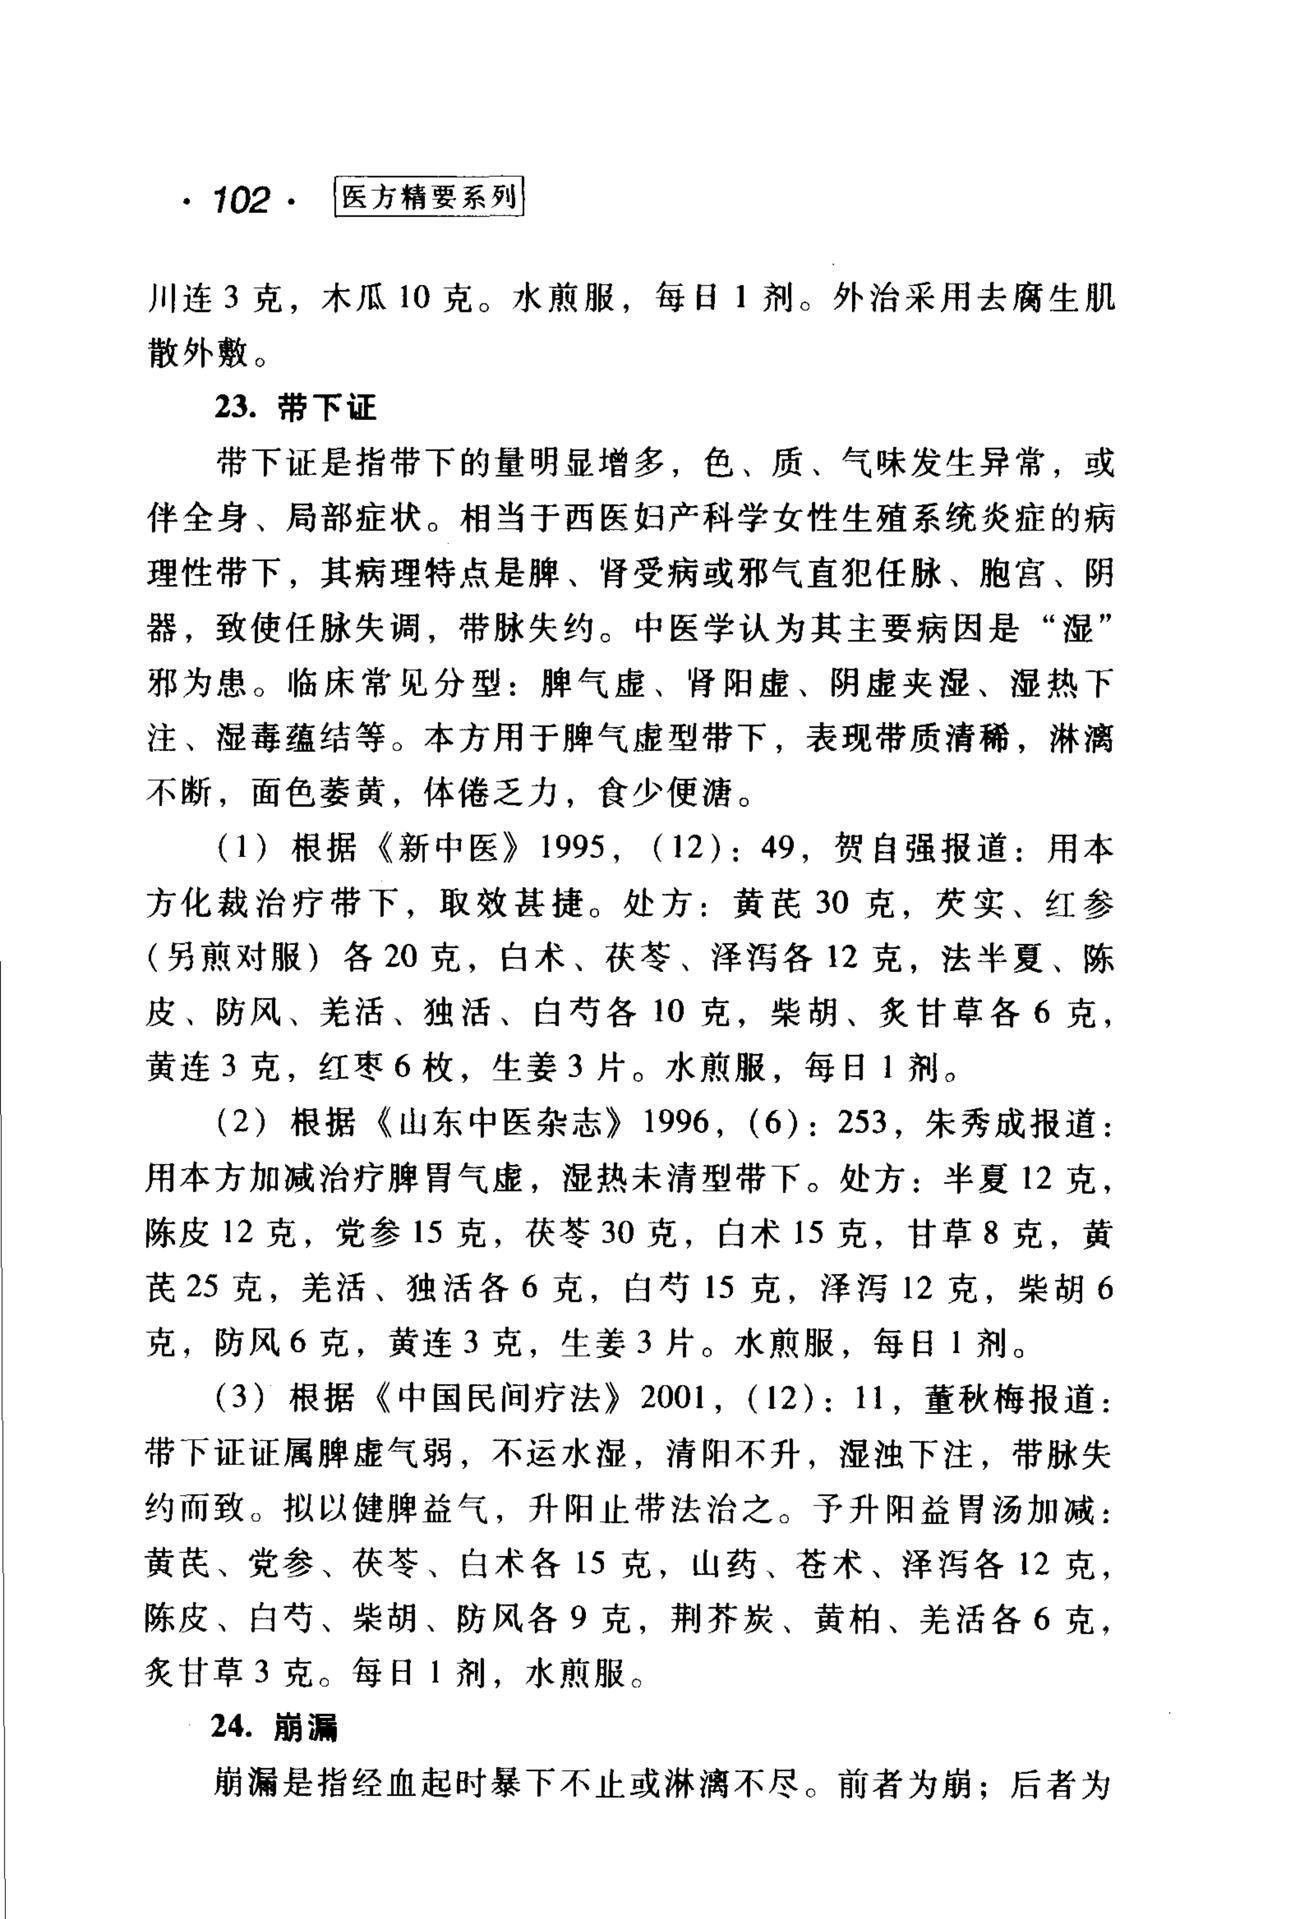 · 102 · 医方精要系列
川连 3 克，木瓜 10 克。水煎服，每日 1 剂。外治采用去腐生肌
散外敷。
23. 带下证
带下证是指带下的量明显增多，色、质、气味发生异常，或
伴全身、局部症状。相当于西医妇产科学女性生殖系统炎症的病
理性带下，其病理特点是脾、肾受病或邪气直犯任脉、胞宫、阴
器，致使任脉失调，带脉失约。中医学认为其主要病因是“湿”
邪为患。临床常见分型：脾气虚、肾阳虚、阴虚夹湿、湿热下
注、湿毒蕴结等。本方用于脾气虚型带下，表现带质清稀，淋漓
不断，面色萎黄，体倦乏力，食少便溏。
（1）根据《新中医》1995，（12）：49，贺自强报道：用本
方化裁治疗带下，取效甚捷。处方：黄芪 30 克，芡实、红参
（另煎对服）各 20 克，白术、茯苓、泽泻各 12 克，法半夏、陈
皮、防风、羌活、独活、白芍各 10 克，柴胡、炙甘草各 6 克，
黄连 3 克，红枣 6 枚，生姜 3 片。水煎服，每日 1 剂。
（2）根据《山东中医杂志》1996，（6）：253，朱秀成报道：
用本方加减治疗脾胃气虚，湿热未清型带下。处方：半夏 12 克，
陈皮 12 克，党参 15 克，茯苓 30 克，白术 15 克，甘草 8 克，黄
芪 25 克，羌活、独活各 6 克，白芍 15 克，泽泻 12 克，柴胡 6
克，防风 6 克，黄连 3 克，生姜 3 片。水煎服，每日 1 剂。
（3）根据《中国民间疗法》2001，（12）：11，董秋梅报道：
带下证证属脾虚气弱，不运水湿，清阳不升，湿浊下注，带脉失
约而致。拟以健脾益气，升阳止带法治之。予升阳益胃汤加减：
黄芪、党参、茯苓、白术各 15 克，山药、苍术、泽泻各 12 克，
陈皮、白芍、柴胡、防风各 9 克，荆芥炭、黄柏、羌活各 6 克，
炙甘草 3 克。每日 1 剂，水煎服。
24. 崩漏
崩漏是指经血起时暴下不止或淋漓不尽。前者为崩；后者为